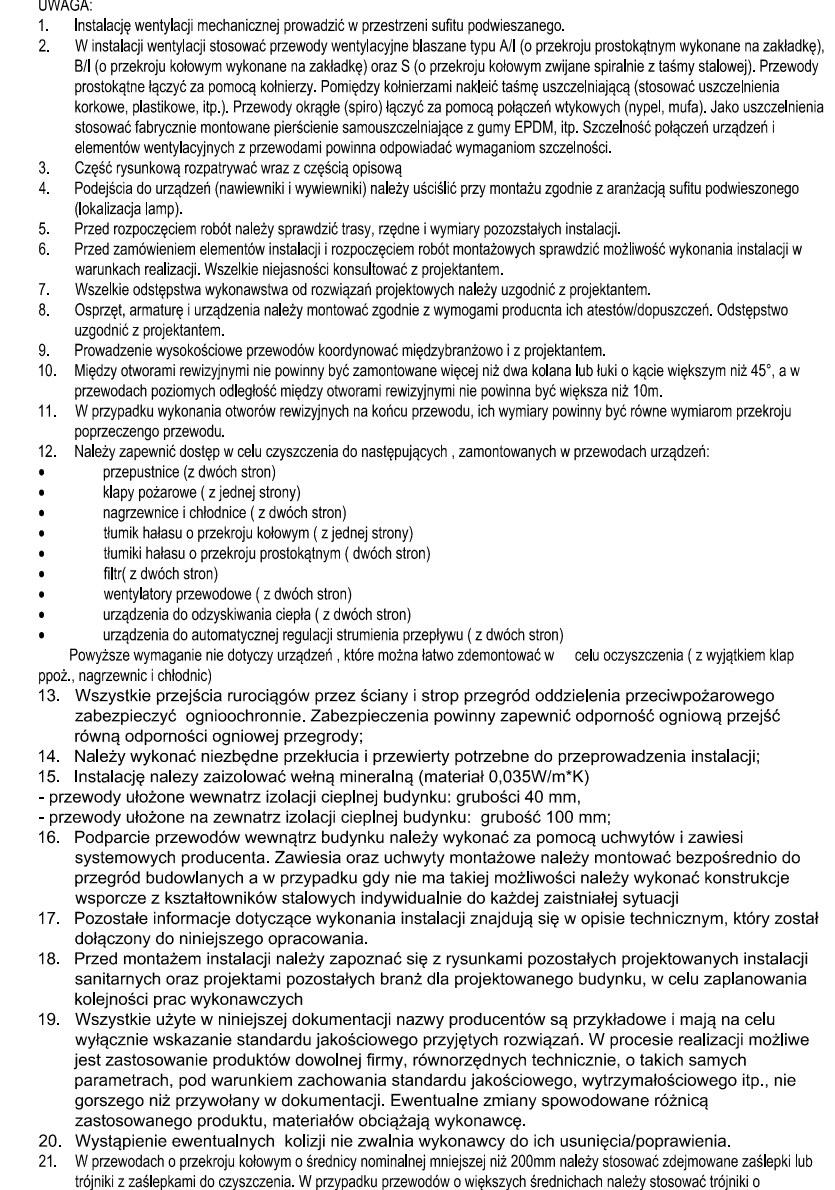 UWAGA:
1. Instalację wentylacji mechanicznej prowadzić w przestrzeni sufitu podwieszanego.
2. W instalacji wentylacji stosować przewody wentylacyjne blaszane typu A/I (o przekroju prostokątnym wykonane na zakładkę),
B/I (o przekroju kołowym wykonane na zakładkę) oraz S (o przekroju kołowym zwijane spiralnie z taśmy stalowej). Przewody
prostokątne łączyć za pomocą kołnierzy. Pomiędzy kołnierzami nakleić taśmę uszczelniającą (stosować uszczelnienia
korkowe, plastikowe, itp.). Przewody okrągłe (spiro) łączyć za pomocą połączeń wtykowych (nypel, mufa). Jako uszczelnienia
stosować fabrycznie montowane pierścienie samouszczelniające z gumy EPDM, itp. Szczelność połączeń urządzeń i
elementów wentylacyjnych z przewodami powinna odpowiadać wymaganiom szczelności.
3. Część rysunkową rozpatrywać wraz z częścią opisową
4. Podejścia do urządzeń (nawiewniki i wywiewniki) należy uściślić przy montażu zgodnie z aranżacją sufitu podwieszonego
(lokalizacja lamp).
5. Przed rozpoczęciem robót należy sprawdzić trasy, rzędne i wymiary pozozstałych instalacji.
6. Przed zamówieniem elementów instalacji i rozpoczęciem robót montażowych sprawdzić możliwość wykonania instalacji w
warunkach realizacji. Wszelkie niejasności konsultować z projektantem.
7. Wszelkie odstępstwa wykonawstwa od rozwiązań projektowych należy uzgodnić z projektantem.
8. Osprzęt, armaturę i urządzenia należy montować zgodnie z wymogami producnta ich atestów/dopuszczeń. Odstępstwo
uzgodnić z projektantem.
9. Prowadzenie wysokościowe przewodów koordynować międzybranżowo i z projektantem.
10. Między otworami rewizyjnymi nie powinny być zamontowane więcej niż dwa kolana lub łuki o kącie większym niż 45°, a w
przewodach poziomych odległość między otworami rewizyjnymi nie powinna być większa niż 10m.
11. W przypadku wykonania otworów rewizyjnych na końcu przewodu, ich wymiary powinny być równe wymiarom przekroju
poprzeczengo przewodu.
12. Należy zapewnić dostęp w celu czyszczenia do następujących , zamontowanych w przewodach urządzeń:
• przepustnice (z dwóch stron)
• klapy pożarowe ( z jednej strony)
• nagrzewnice i chłodnice ( z dwóch stron)
• tłumik hałasu o przekroju kołowym ( z jednej strony)
• tłumiki hałasu o przekroju prostokątnym ( dwóch stron)
• filtr( z dwóch stron)
• wentylatory przewodowe ( z dwóch stron)
• urządzenia do odzyskiwania ciepła ( z dwóch stron)
• urządzenia do automatycznej regulacji strumienia przepływu ( z dwóch stron)
Powyższe wymaganie nie dotyczy urządzeń , które można łatwo zdemontować w celu oczyszczenia ( z wyjątkiem klap
ppoż., nagrzewnic i chłodnic)
13. Wszystkie przejścia rurociągów przez ściany i strop przegród oddzielenia przeciwpożarowego
zabezpieczyć ognioochronnie. Zabezpieczenia powinny zapewnić odporność ogniową przejść
równą odporności ogniowej przegrody;
14. Należy wykonać niezbędne przekłucia i przewierty potrzebne do przeprowadzenia instalacji;
15. Instalację nalezy zaizolować wełną mineralną (materiał 0,035W/m*K)
- przewody ułożone wewnatrz izolacji cieplnej budynku: grubości 40 mm,
- przewody ułożone na zewnatrz izolacji cieplnej budynku: grubość 100 mm;
16. Podparcie przewodów wewnątrz budynku należy wykonać za pomocą uchwytów i zawiesi
systemowych producenta. Zawiesia oraz uchwyty montażowe należy montować bezpośrednio do
przegród budowlanych a w przypadku gdy nie ma takiej możliwości należy wykonać konstrukcje
wsporcze z kształtowników stalowych indywidualnie do każdej zaistniałej sytuacji
17. Pozostałe informacje dotyczące wykonania instalacji znajdują się w opisie technicznym, który został
dołączony do niniejszego opracowania.
18. Przed montażem instalacji należy zapoznać się z rysunkami pozostałych projektowanych instalacji
sanitarnych oraz projektami pozostałych branż dla projektowanego budynku, w celu zaplanowania
kolejności prac wykonawczych
19. Wszystkie użyte w niniejszej dokumentacji nazwy producentów są przykładowe i mają na celu
wyłącznie wskazanie standardu jakościowego przyjętych rozwiązań. W procesie realizacji możliwe
jest zastosowanie produktów dowolnej firmy, równorzędnych technicznie, o takich samych
parametrach, pod warunkiem zachowania standardu jakościowego, wytrzymałościowego itp., nie
gorszego niż przywołany w dokumentacji. Ewentualne zmiany spowodowane różnicą
zastosowanego produktu, materiałów obciążają wykonawcę.
20. Wystąpienie ewentualnych kolizji nie zwalnia wykonawcy do ich usunięcia/poprawienia.
21. W przewodach o przekroju kołowym o średnicy nominalnej mniejszej niż 200mm należy stosować zdejmowane zaślepki lub
trójniki z zaślepkami do czyszczenia. W przypadku przewodów o większych średnichach należy stosować trójniki o